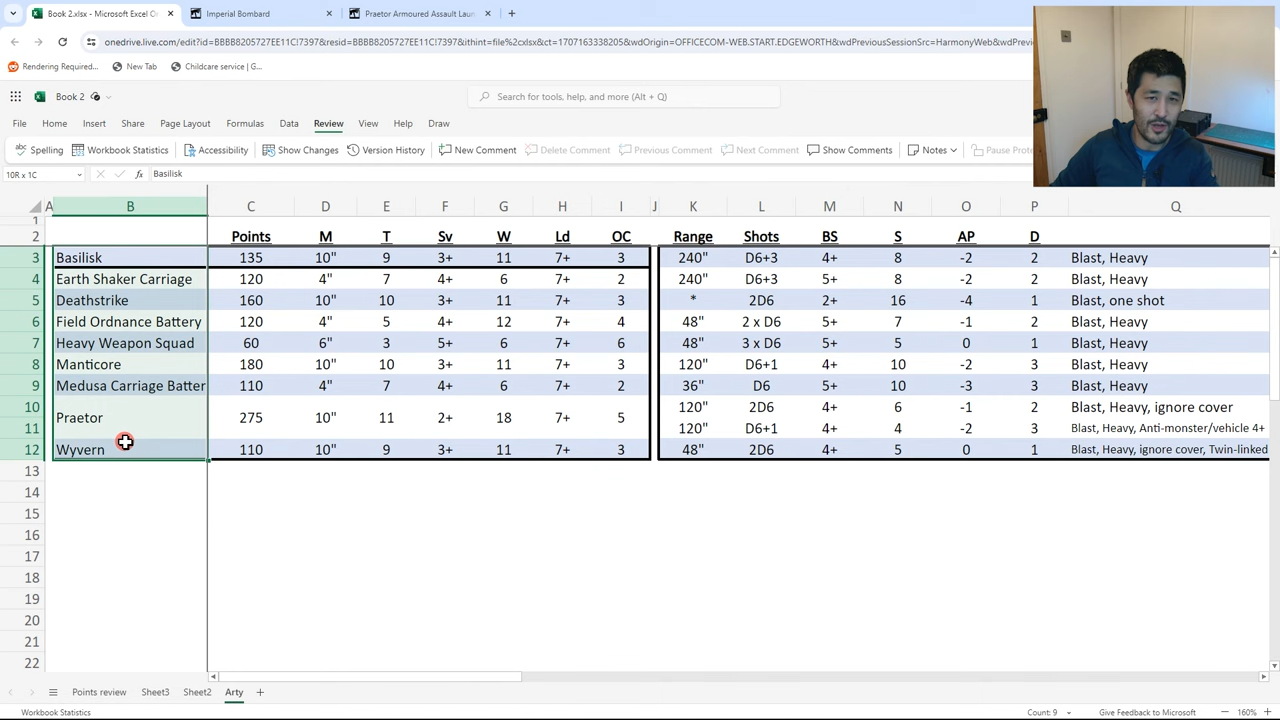 Book 2.xlsx - Microsoft Excel O
Imperial Bombard
Praetor Armoured Assault Laun
onedrive.live.com/edit?id=BBBB8205727EE11C!7397&resid=BBBB8205727EE11C!7397&ithint=file%2cxlsx&ct=1707163338205&wdOrigin=OFFICECOM-WEB.START.EDGEWORTH&wdPreviousSessionSrc=HarmonyWeb&wdPrevi
Rendering Required... New Tab Childcare service | G...
Book 2
Search for tools, help, and more (Alt + Q)
File Home Insert Share Page Layout Formulas Data Review View Help Draw
Spelling Workbook Statistics Accessibility Show Changes Version History New Comment Delete Comment Previous Comment Next Comment Show Comments Notes Pause Prote
10R x 1C fx Basilisk
A B C D E F G H I J K L M N O P Q
1
2 Points M T Sv W Ld OC Range Shots BS S AP D
3 Basilisk 135 10" 9 3+ 11 7+ 3 240" D6+3 4+ 8 -2 2 Blast, Heavy
4 Earth Shaker Carriage 120 4" 7 4+ 6 7+ 2 240" D6+3 5+ 8 -2 2 Blast, Heavy
5 Deathstrike 160 10" 10 3+ 11 7+ 3 * 2D6 2+ 16 -4 1 Blast, one shot
6 Field Ordnance Battery 120 4" 5 4+ 12 7+ 4 48" 2 x D6 5+ 7 -1 2 Blast, Heavy
7 Heavy Weapon Squad 60 6" 3 5+ 6 7+ 6 48" 3 x D6 5+ 5 0 1 Blast, Heavy
8 Manticore 180 10" 10 3+ 11 7+ 3 120" D6+1 4+ 10 -2 3 Blast, Heavy
9 Medusa Carriage Batter 110 4" 7 4+ 6 7+ 2 36" D6 5+ 10 -3 3 Blast, Heavy
10 Praetor 275 10" 11 2+ 18 7+ 5 120" 2D6 4+ 6 -1 2 Blast, Heavy, ignore cover
11 120" D6+1 4+ 4 -2 3 Blast, Heavy, Anti-monster/vehicle 4+
12 Wyvern 110 10" 9 3+ 11 7+ 3 48" 2D6 4+ 5 0 1 Blast, Heavy, ignore cover, Twin-linked
13
14
15
16
17
18
19
20
21
22
Points review Sheet3 Sheet2 Arty
Workbook Statistics Count: 9 Give Feedback to Microsoft 160%